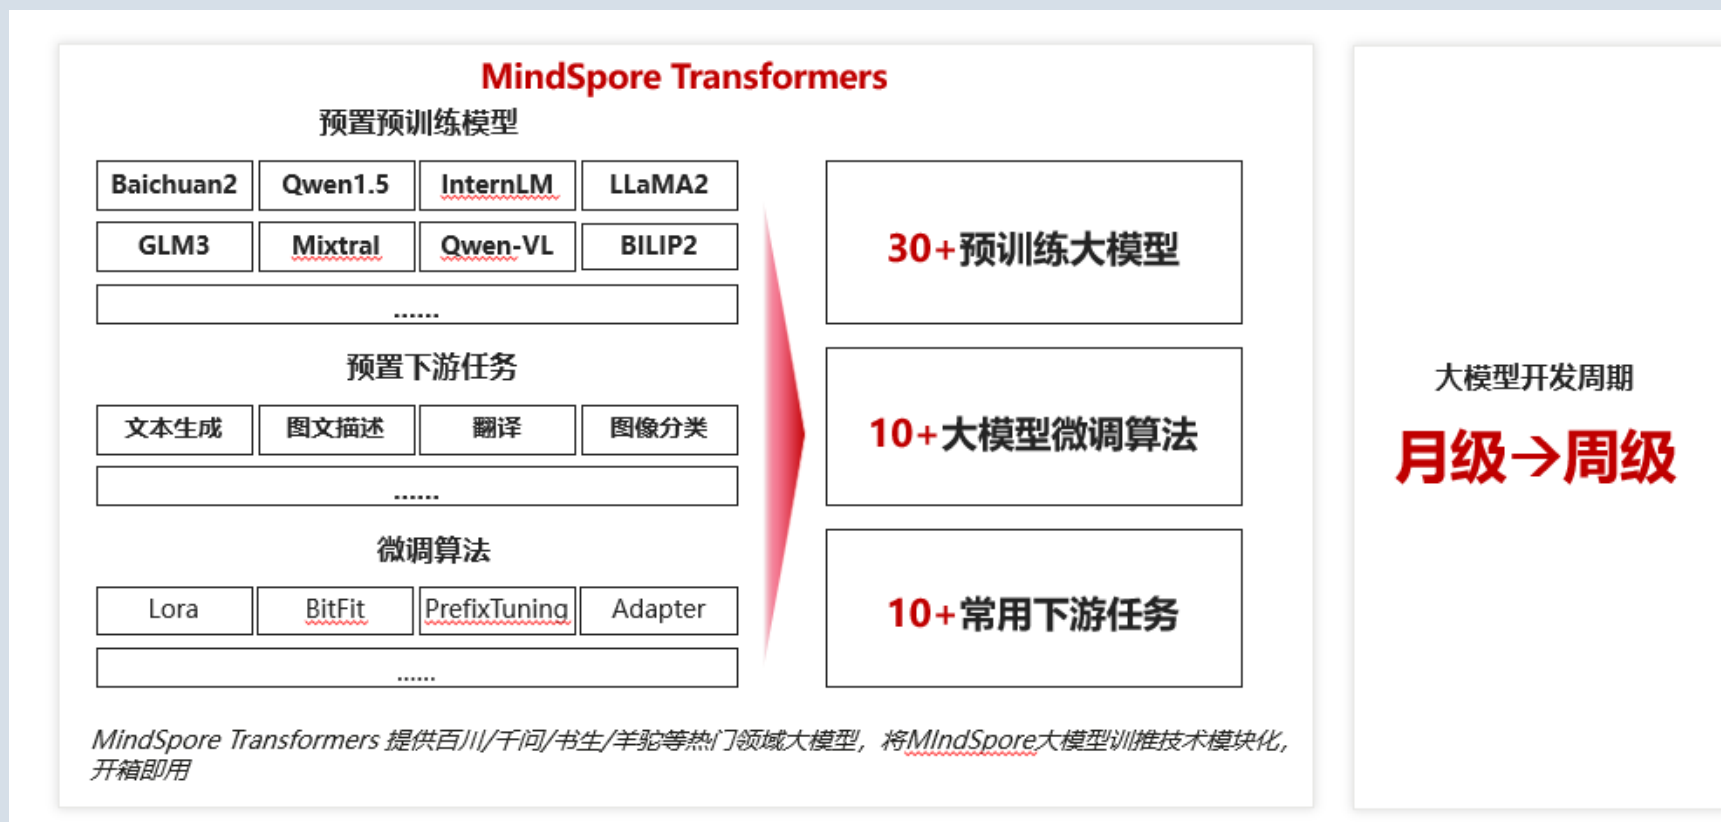 MindSpore Transformers
预置预训练模型
Baichuan2 Qwen1.5 InternLM LLaMA2
GLM3 Mixtral Qwen-VL BILIP2
......
预置下游任务
文本生成 图文描述 翻译 图像分类
......
微调算法
Lora BitFit PrefixTuning Adapter
......
30+预训练大模型
10+大模型微调算法
10+常用下游任务
MindSpore Transformers 提供百川/千问/书生/羊驼等热门领域大模型，将MIndSpore大模型训推技术模块化，
开箱即用
大模型开发周期
月级→周级